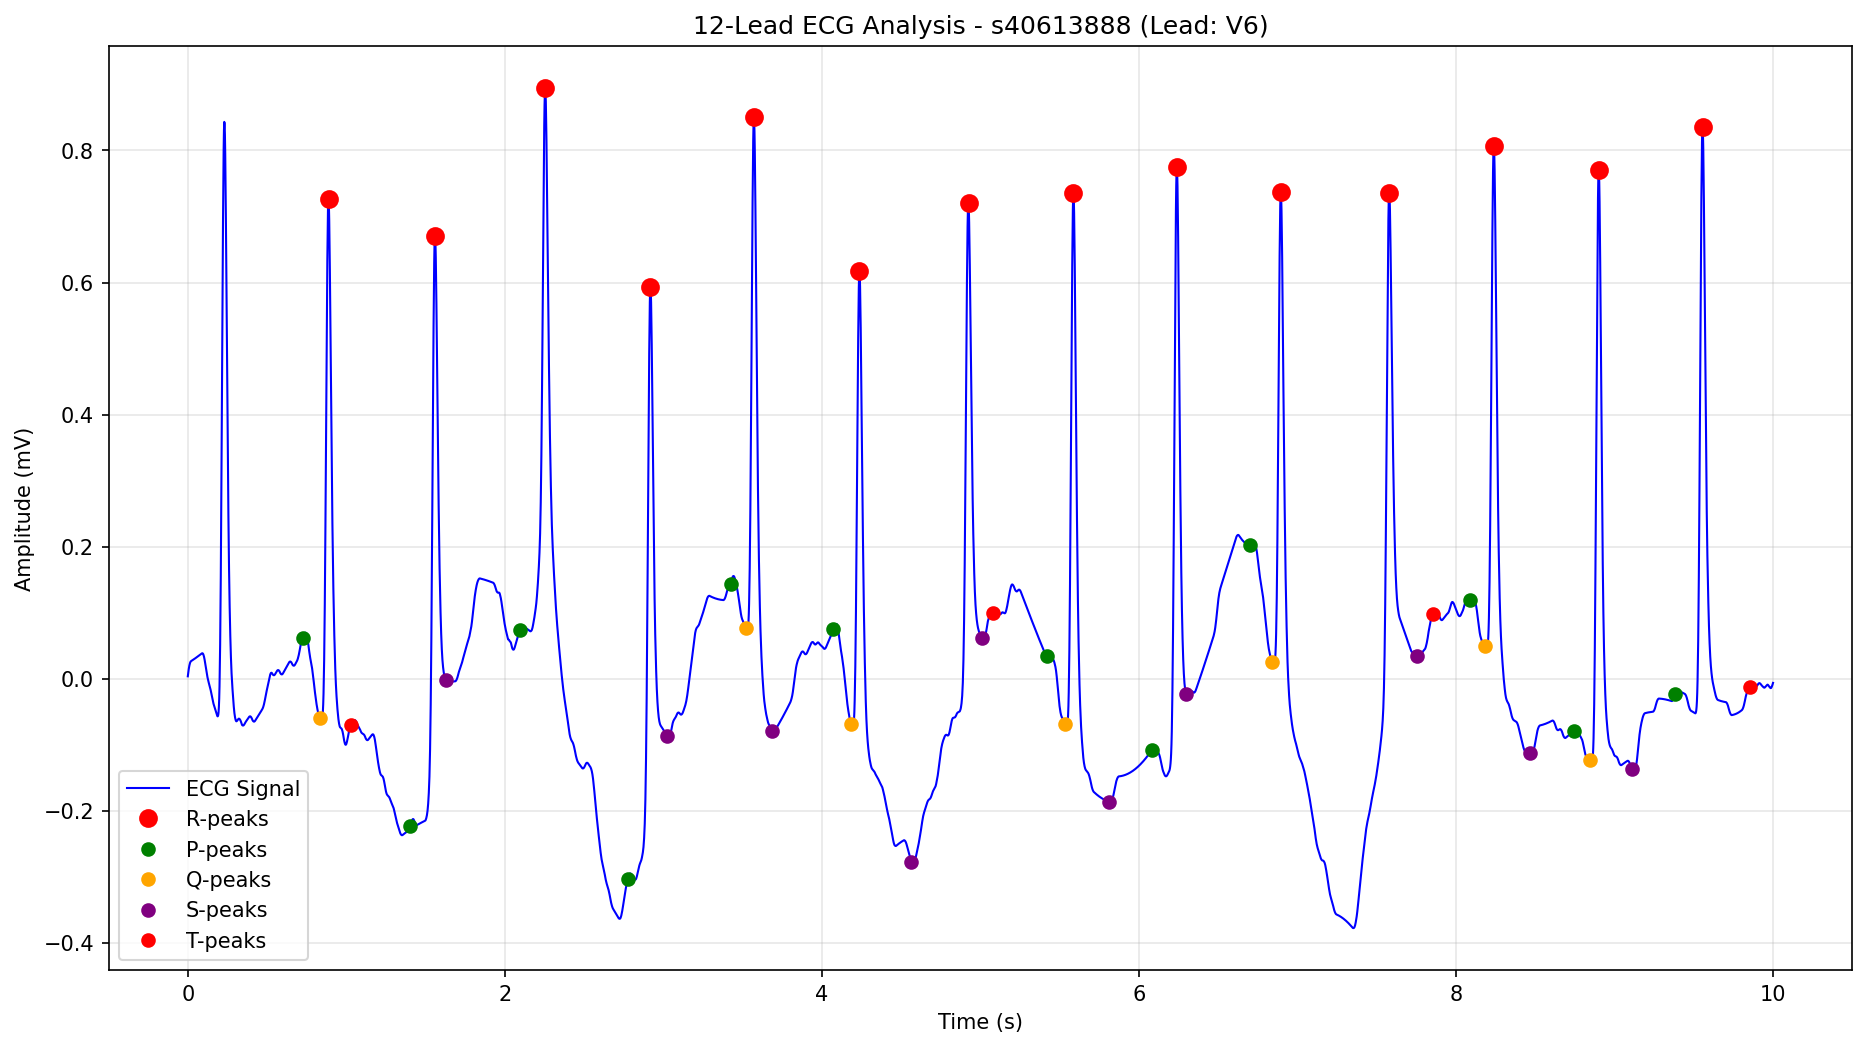 12-Lead ECG Analysis - s40613888 (Lead: V6)
0.8
0.6
0.4
0.2
0.0
−0.2
−0.4
Amplitude (mV)
ECG Signal
R-peaks
P-peaks
Q-peaks
S-peaks
T-peaks
0 2 4 6 8 10
Time (s)